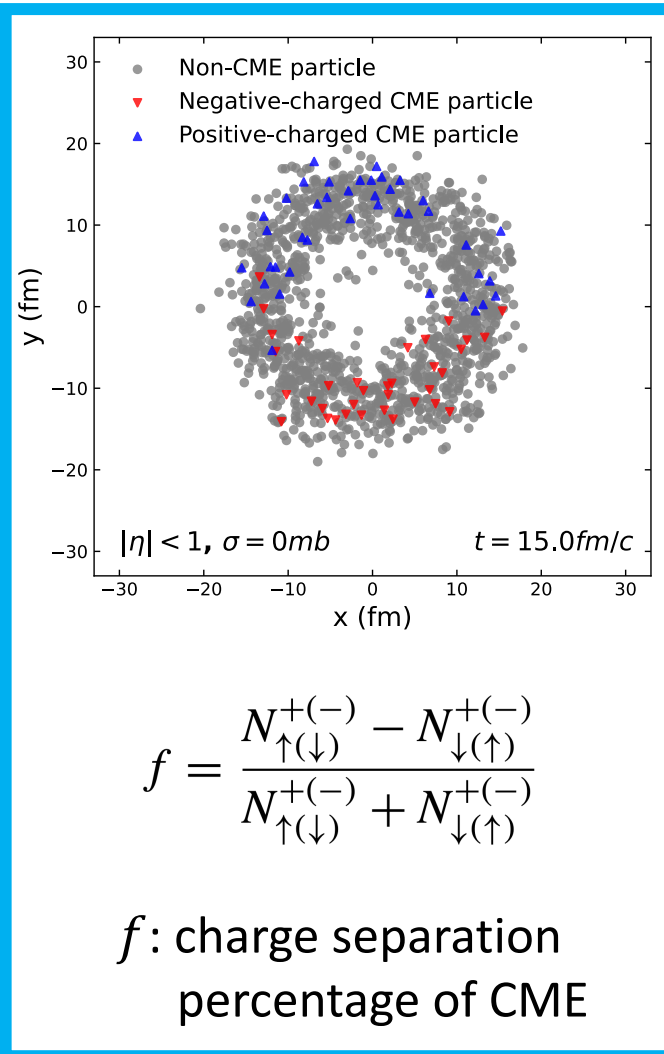 Non-CME particle
Negative-charged CME particle
Positive-charged CME particle
30
20
10
0
−10
−20
−30
y (fm)
|η| < 1, σ = 0mb
t = 15.0fm/c
−30 −20 −10 0 10 20 30
x (fm)
f = \frac{N^{+(−)}_{↑(↓)} − N^{+(−)}_{↓(↑)}}{N^{+(−)}_{↑(↓)} + N^{+(−)}_{↓(↑)}}
f: charge separation
percentage of CME